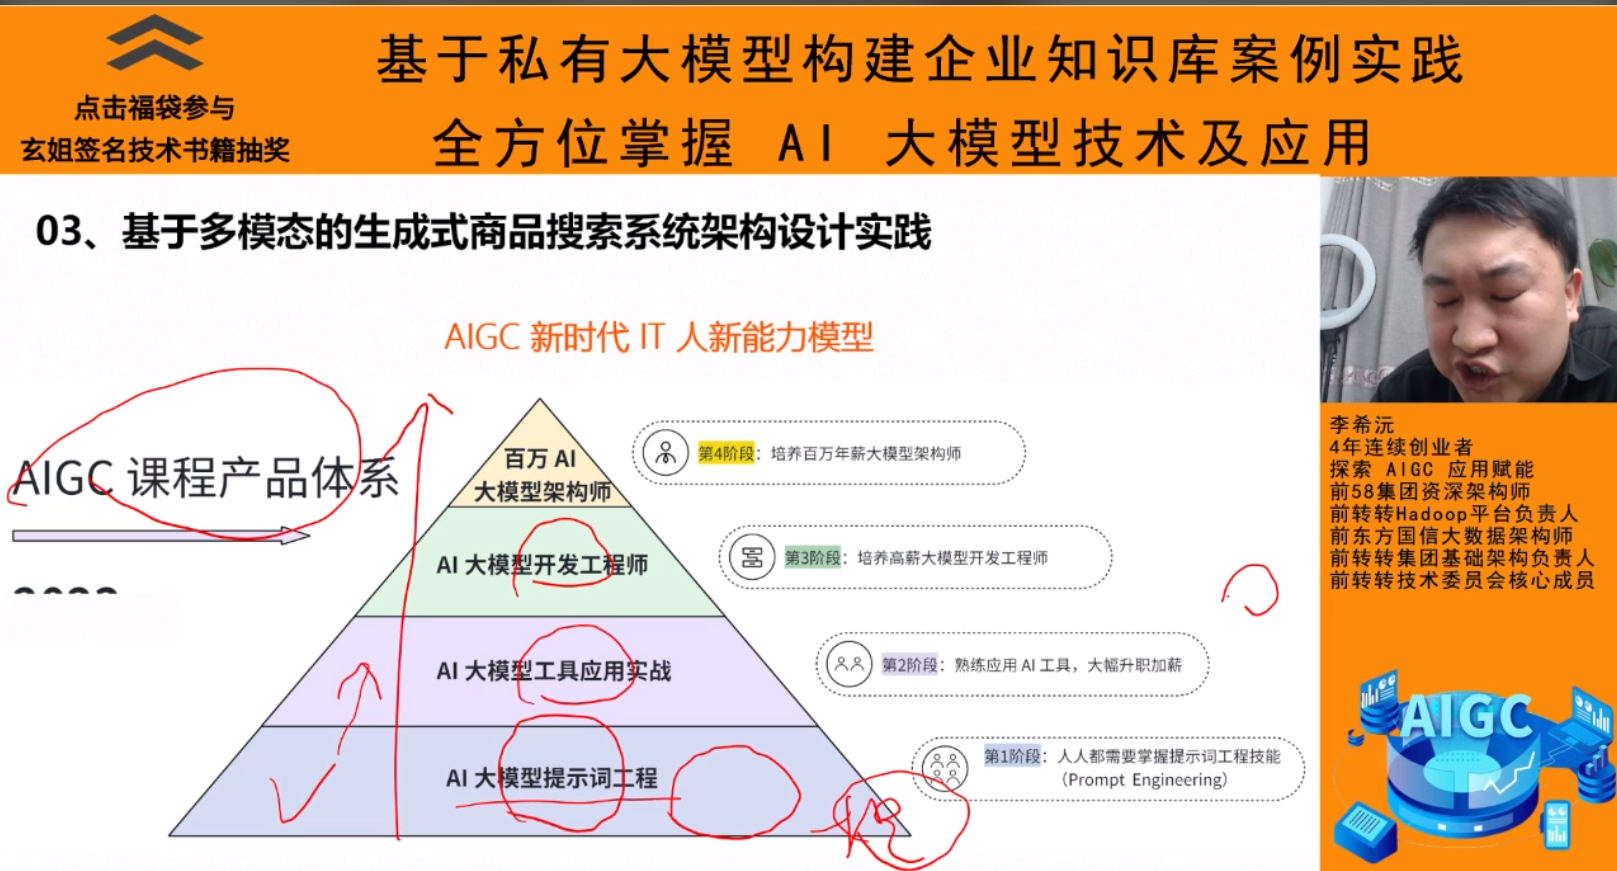 点击福袋参与
玄姐签名技术书籍抽奖
基于私有大模型构建企业知识库案例实践
全方位掌握 AI 大模型技术及应用
03、基于多模态的生成式商品搜索系统架构设计实践
AIGC 新时代 IT 人新能力模型
AIGC 课程产品体系
百万 AI
大模型架构师
第4阶段：培养百万年薪大模型架构师
AI 大模型开发工程师
第3阶段：培养高薪大模型开发工程师
AI 大模型工具应用实战
第2阶段：熟练应用 AI 工具，大幅升职加薪
AI 大模型提示词工程
第1阶段：人人都需要掌握提示词工程技能
（Prompt Engineering）
李希沅
4年连续创业者
探索 AIGC 应用赋能
前58集团资深架构师
前转转Hadoop平台负责人
前东方国信大数据架构师
前转转集团基础架构负责人
前转转技术委员会核心成员
AIGC